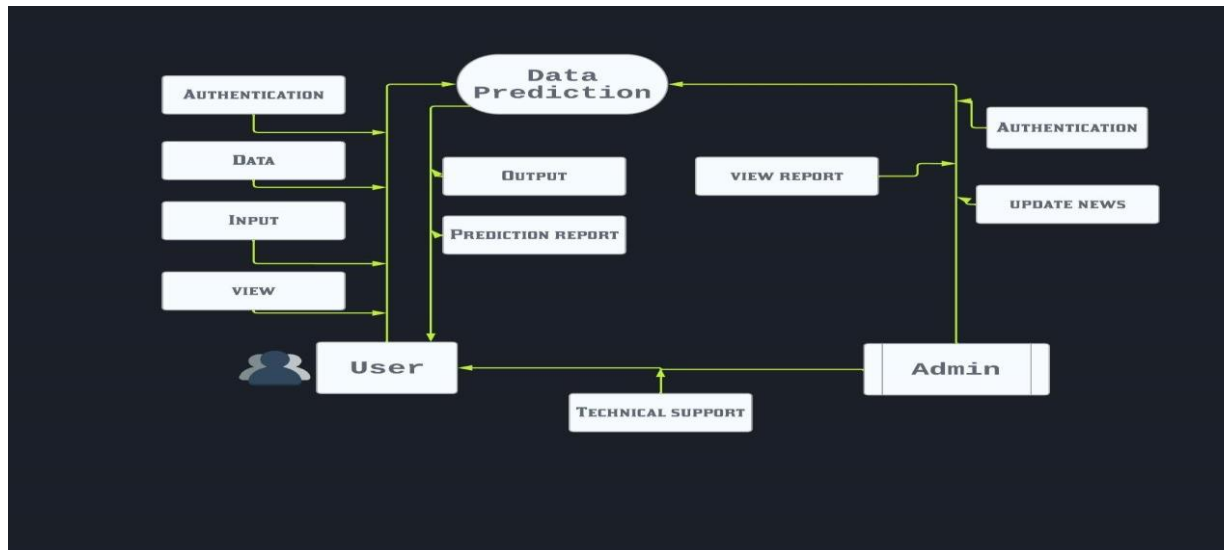 Data
Prediction
AUTHENTICATION
DATA
INPUT
VIEW
OUTPUT
PREDICTION REPORT
VIEW REPORT
AUTHENTICATION
UPDATE NEWS
User
Admin
TECHNICAL SUPPORT